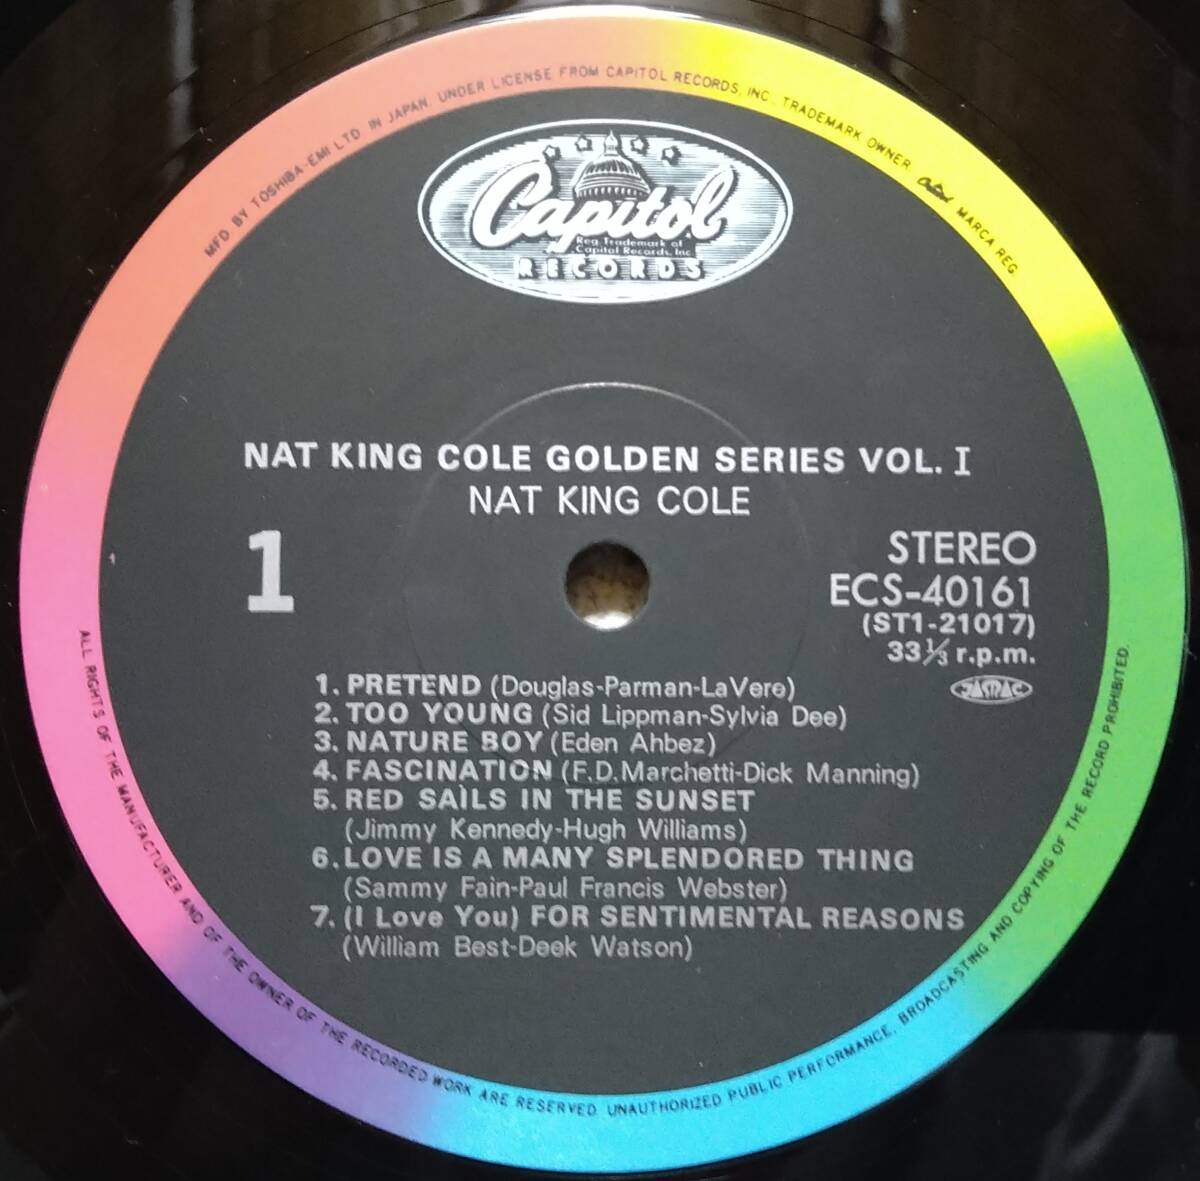 MFD BY TOSHIBA-EMI LTD IN JAPAN. UNDER LICENSE FROM CAPITOL RECORDS, INC. TRADEMARK OWNER. Capitol MARCA REG.
Capitol
Reg. Trademark of
Capitol Records, Inc.
RECORDS
NAT KING COLE GOLDEN SERIES VOL. I
NAT KING COLE
1
STEREO
ECS-40161
(ST1-21017)
33⅓ r.p.m.
JASRAC
1. PRETEND (Douglas-Parman-LaVere)
2. TOO YOUNG (Sid Lippman-Sylvia Dee)
3. NATURE BOY (Eden Ahbez)
4. FASCINATION (F.D.Marchetti-Dick Manning)
5. RED SAILS IN THE SUNSET
(Jimmy Kennedy-Hugh Williams)
6. LOVE IS A MANY SPLENDORED THING
(Sammy Fain-Paul Francis Webster)
7. (I Love You) FOR SENTIMENTAL REASONS
(William Best-Deek Watson)
ALL RIGHTS OF THE MANUFACTURER AND OF THE OWNER OF THE RECORDED WORK ARE RESERVED. UNAUTHORIZED PUBLIC PERFORMANCE, BROADCASTING AND COPYING OF THE RECORD PROHIBITED.